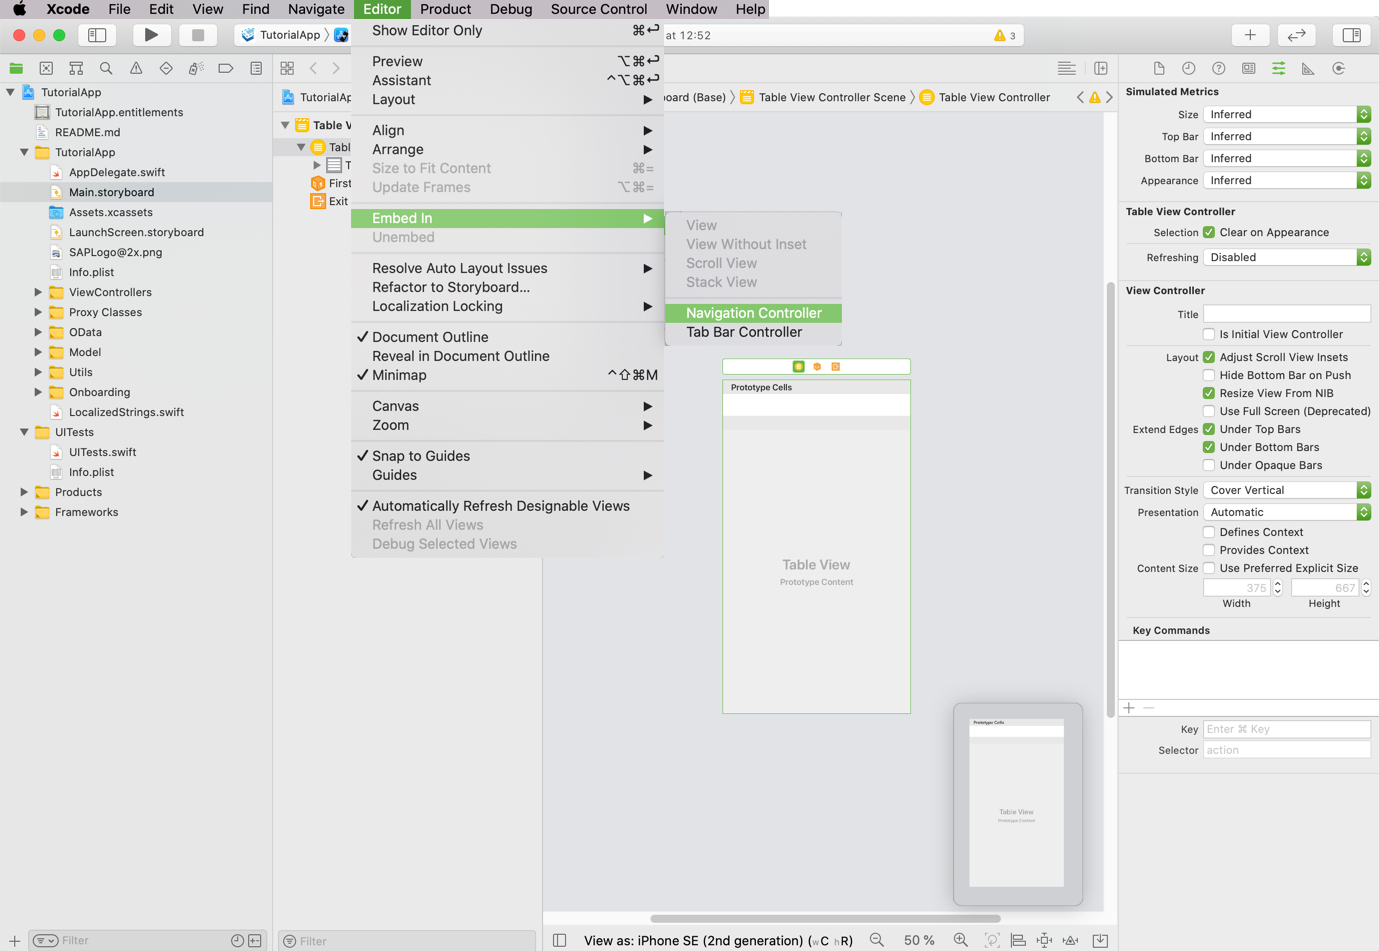 Xcode File Edit View Find Navigate Editor Product Debug Source Control Window Help
TutorialApp
at 12:52
3
TutorialApp
TutorialApp.entitlements
README.md
TutorialApp
AppDelegate.swift
Main.storyboard
Assets.xcassets
LaunchScreen.storyboard
SAPLogo@2x.png
Info.plist
ViewControllers
Proxy Classes
OData
Model
Utils
Onboarding
LocalizedStrings.swift
UITests
UITests.swift
Info.plist
Products
Frameworks
Filter
TutorialAp
oard (Base) 〉 Table View Controller Scene 〉 Table View Controller
Table V
Tabl
T
First
Exit
Filter
Show Editor Only ⌘↩
Preview ⌥⌘↩
Assistant ^⌥⌘↩
Layout
Align
Arrange
Size to Fit Content ⌘=
Update Frames ⌥⌘=
Embed In
Unembed
Resolve Auto Layout Issues
Refactor to Storyboard...
Localization Locking
✓ Document Outline
Reveal in Document Outline
✓ Minimap ^⇧⌘M
Canvas
Zoom
✓ Snap to Guides
Guides
✓ Automatically Refresh Designable Views
Refresh All Views
Debug Selected Views
View
View Without Inset
Scroll View
Stack View
Navigation Controller
Tab Bar Controller
Prototype Cells
Table View
Prototype Content
Prototype Cells
Table View
Prototype Content
View as: iPhone SE (2nd generation) (wC hR)
50 %
Simulated Metrics
Size Inferred
Top Bar Inferred
Bottom Bar Inferred
Appearance Inferred
Table View Controller
Selection Clear on Appearance
Refreshing Disabled
View Controller
Title
Is Initial View Controller
Layout Adjust Scroll View Insets
Hide Bottom Bar on Push
Resize View From NIB
Use Full Screen (Deprecated)
Extend Edges Under Top Bars
Under Bottom Bars
Under Opaque Bars
Transition Style Cover Vertical
Presentation Automatic
Defines Context
Provides Context
Content Size Use Preferred Explicit Size
375 667
Width Height
Key Commands
Key Enter ⌘ Key
Selector action